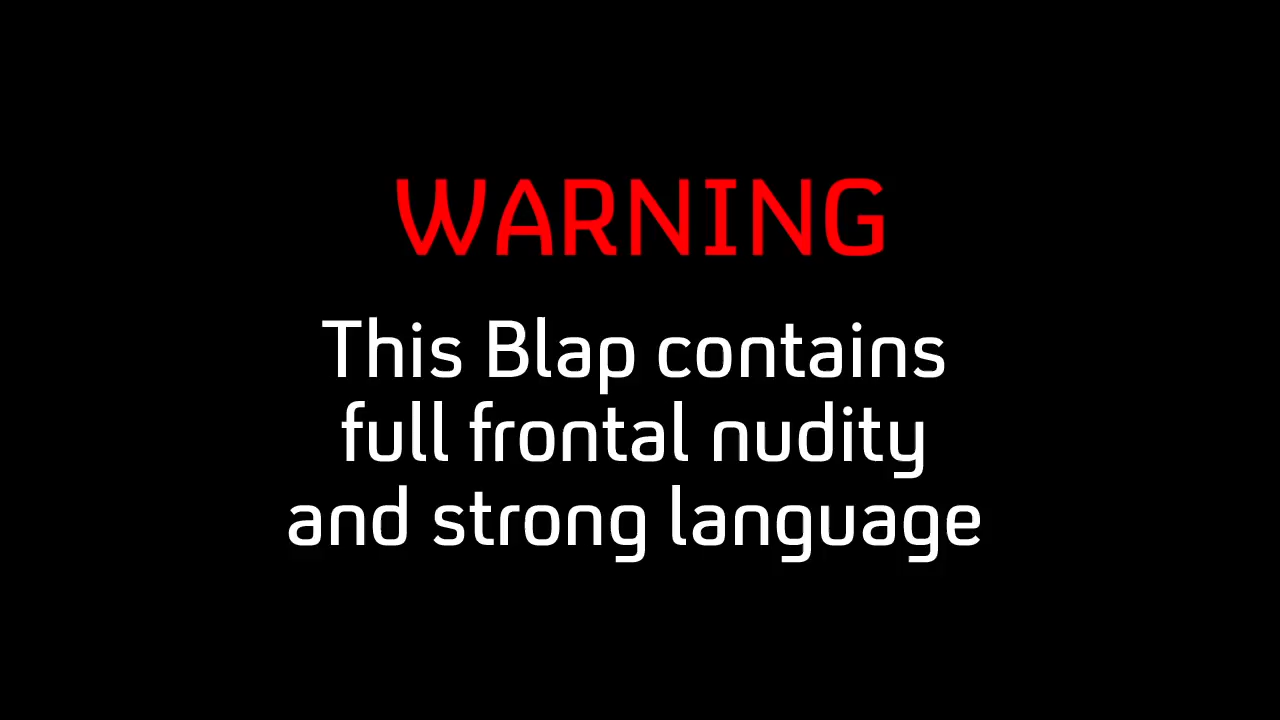 WARNING
This Blap contains
full frontal nudity
and strong language